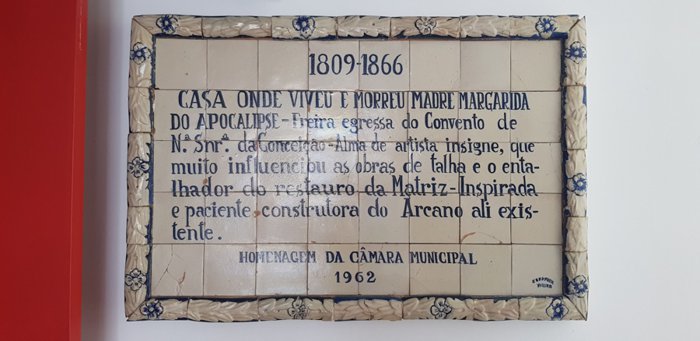 1809-1866
CASA ONDE VIVEU E MORREU MADRE MARGARIDA
DO APOCALIPSE-Freira egressa do Convento de
N.ª Snrª. da Conceição-Alma de artista insigne, que
muito influenciou as obras de talha e o enta-
lhador do restauro da Matriz-Inspirada
e paciente construtora do Arcano ali exis-
tente.
HOMENAGEM DA CÂMARA MUNICIPAL
1962